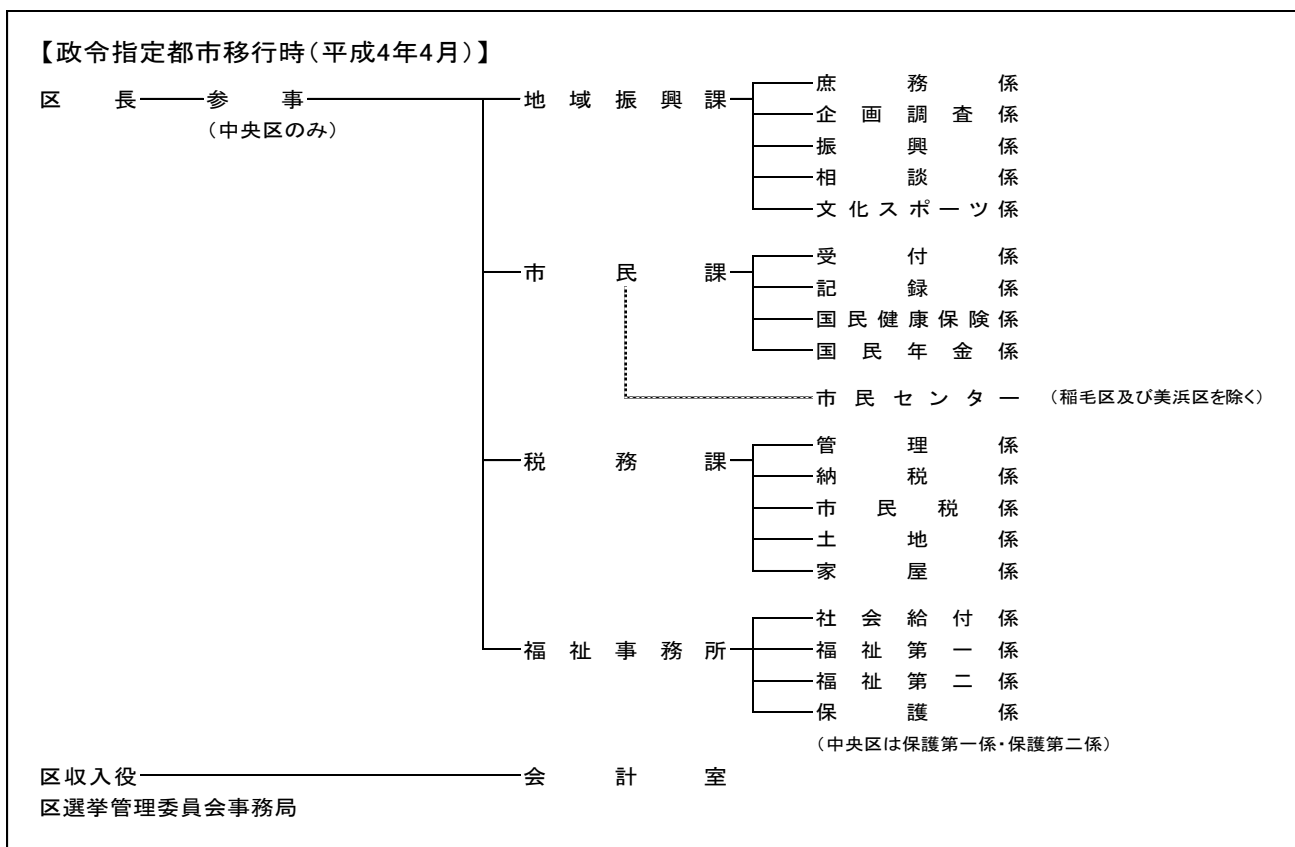 【政令指定都市移行時(平成4年4月)】
区長 参事 地域振興課 庶務係
(中央区のみ) 企画調査係
振興係
相談係
文化スポーツ係
市民課 受付係
記録係
国民健康保険係
国民年金係
市民センター (稲毛区及び美浜区を除く)
税務課 管理係
納税係
市民税係
土地係
家屋係
福祉事務所 社会給付係
福祉第一係
福祉第二係
保護係
(中央区は保護第一係・保護第二係)
区収入役 会計室
区選挙管理委員会事務局